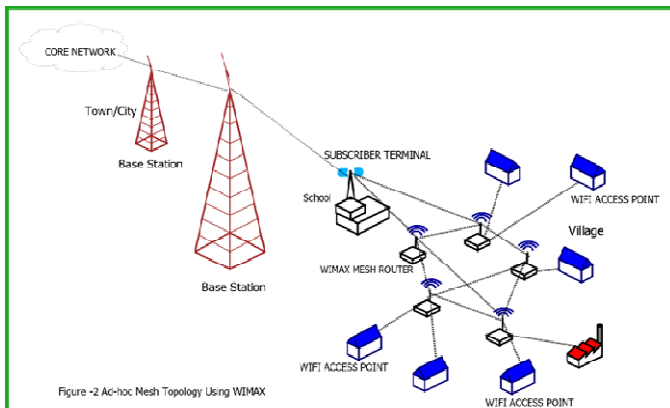 CORE NETWORK
Town/City
Base Station
Base Station
SUBSCRIBER TERMINAL
School
WIFI ACCESS POINT
Village
WIMAX MESH ROUTER
WIFI ACCESS POINT
WIFI ACCESS POINT
Figure -2 Ad-hoc Mesh Topology Using WIMAX